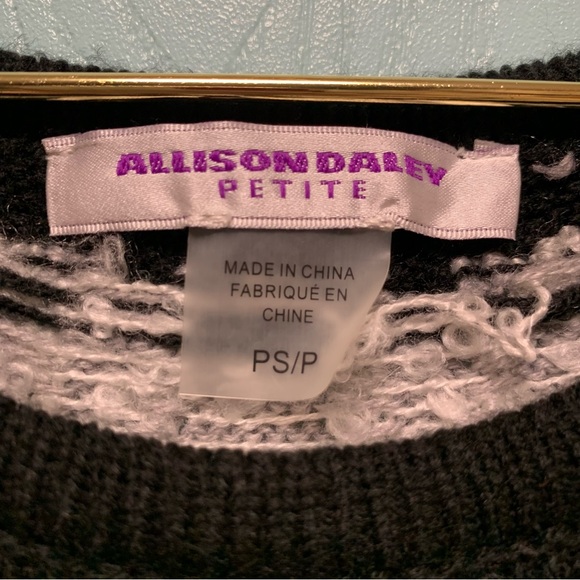 ALLISON DALEY
PETITE
MADE IN CHINA
FABRIQUÉ EN
CHINE
PS/P